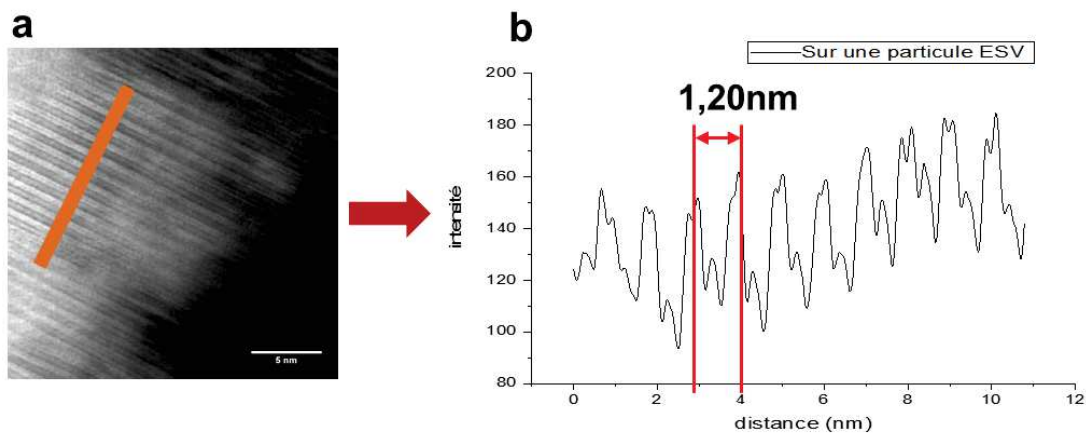 a
5 nm
b
Sur une particule ESV
1,20nm
200
180
160
140
120
100
80
intensité
0 2 4 6 8 10 12
distance (nm)